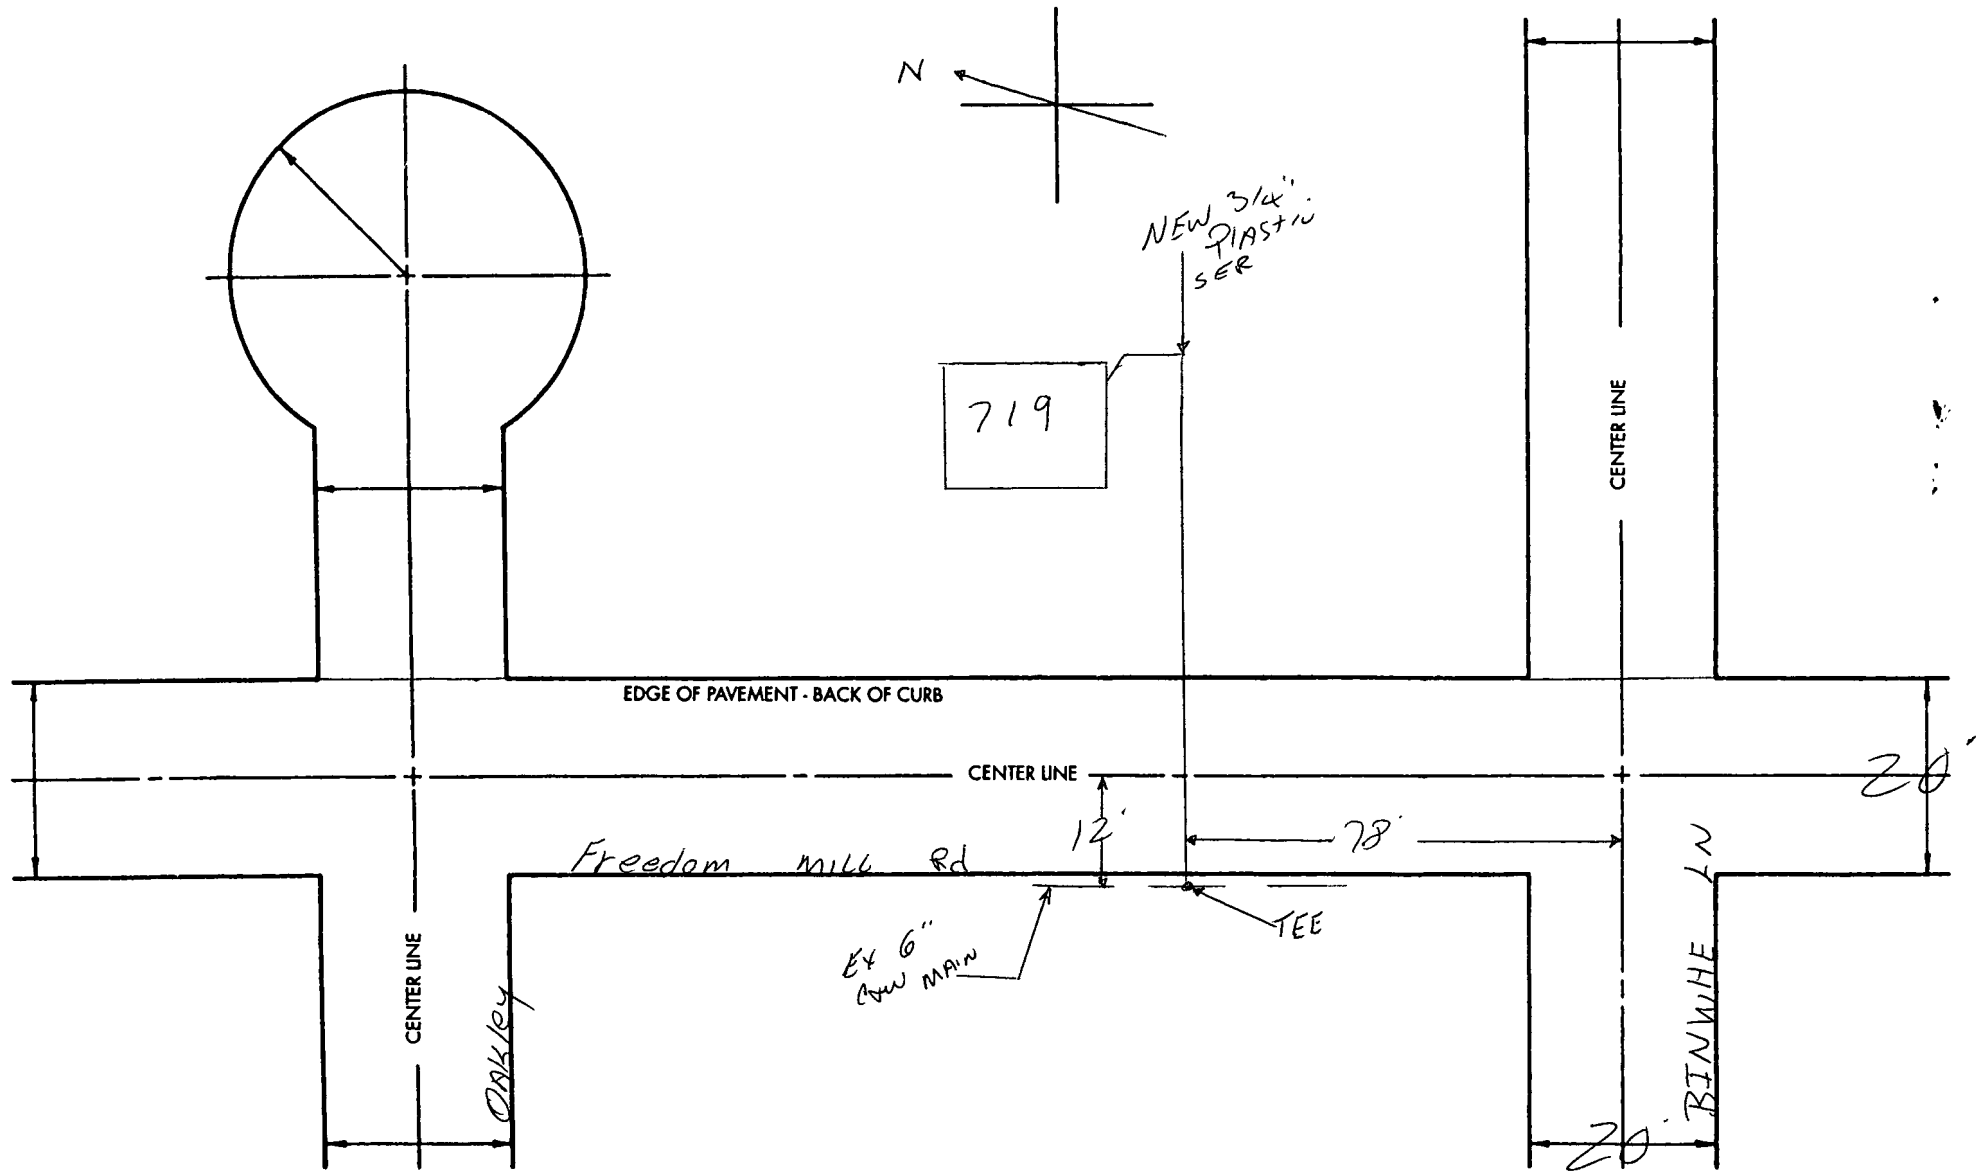 N
NEW 3/4"
PlASTIC
SER
719
CENTER LINE
EDGE OF PAVEMENT - BACK OF CURB
CENTER LINE
20'
12'
78'
Freedom MILL Rd
TEE
EX 6"
MAIN
CENTER LINE
OAKley
BINWHE LN
20'